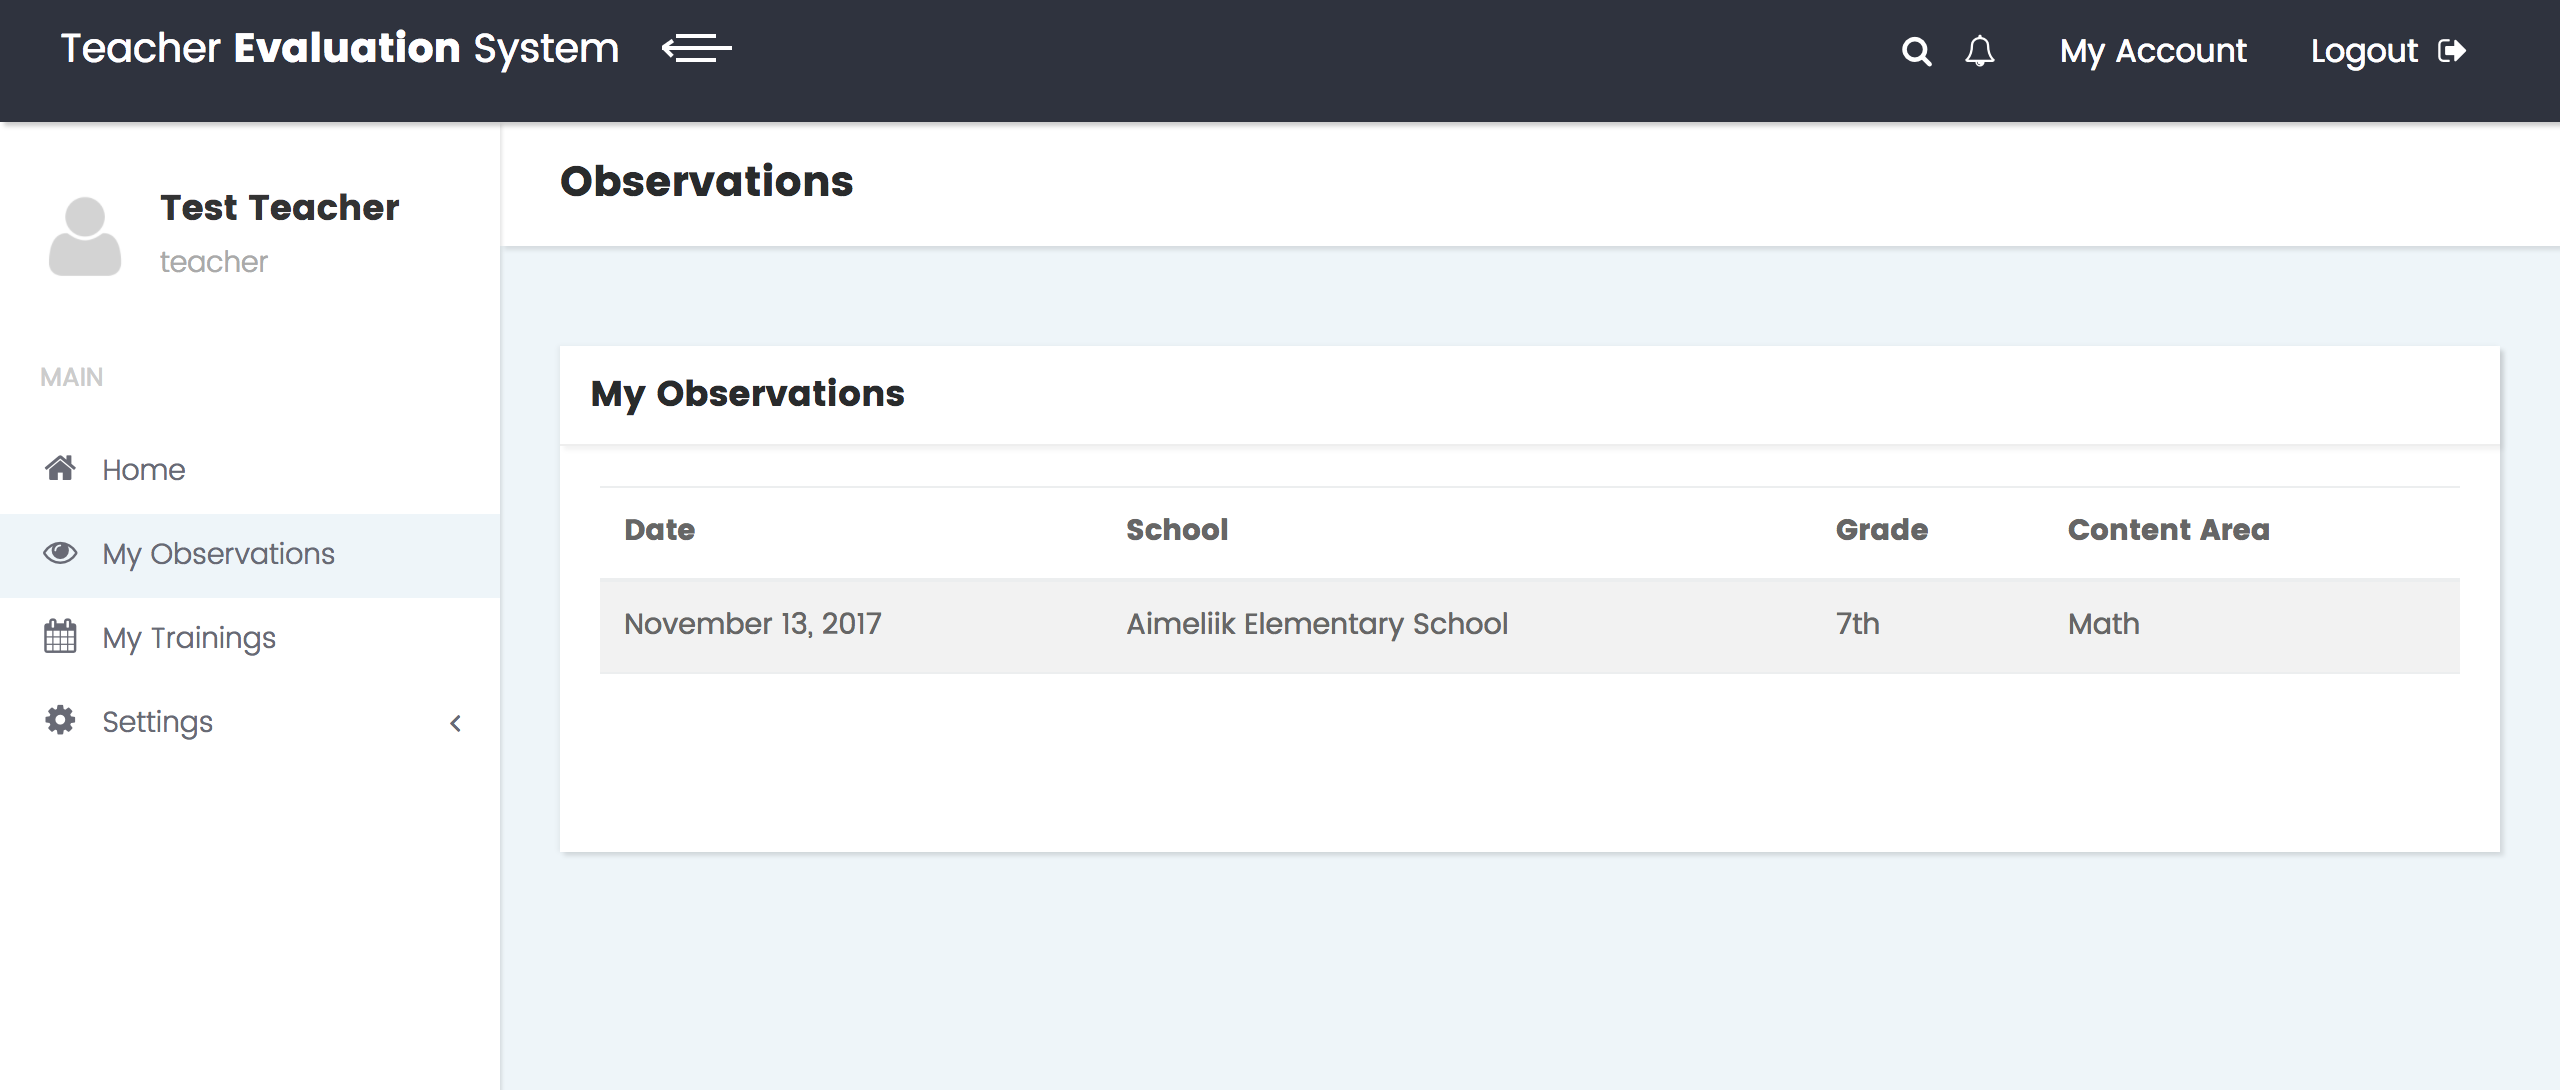 Teacher Evaluation System
My Account
Logout
Test Teacher
teacher
MAIN
Home
My Observations
My Trainings
Settings
Observations
My Observations
Date School Grade Content Area
November 13, 2017 Aimeliik Elementary School 7th Math